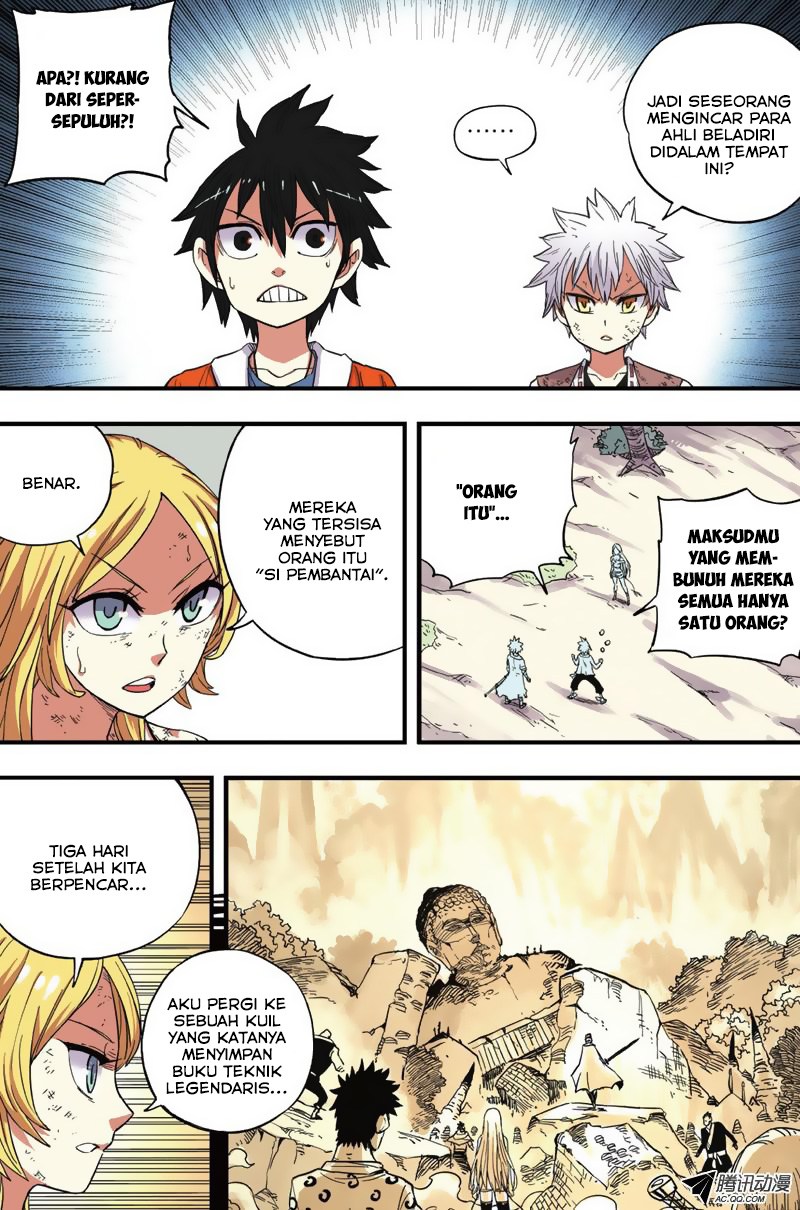 APA?! KURANG
DARI SEPER-
SEPULUH?!
......
JADI SESEORANG
MENGINCAR PARA
AHLI BELADIRI
DIDALAM TEMPAT
INI?
BENAR.
MEREKA
YANG TERSISA
MENYEBUT
ORANG ITU
“SI PEMBANTAI”.
"ORANG
ITU"...
MAKSUDMU
YANG MEM-
BUNUH MEREKA
SEMUA HANYA
SATU ORANG?
TIGA HARI
SETELAH KITA
BERPENCAR...
AKU PERGI KE
SEBUAH KUIL
YANG KATANYA
MENYIMPAN
BUKU TEKNIK
LEGENDARIS...
腾讯动漫
AC.QQ.COM